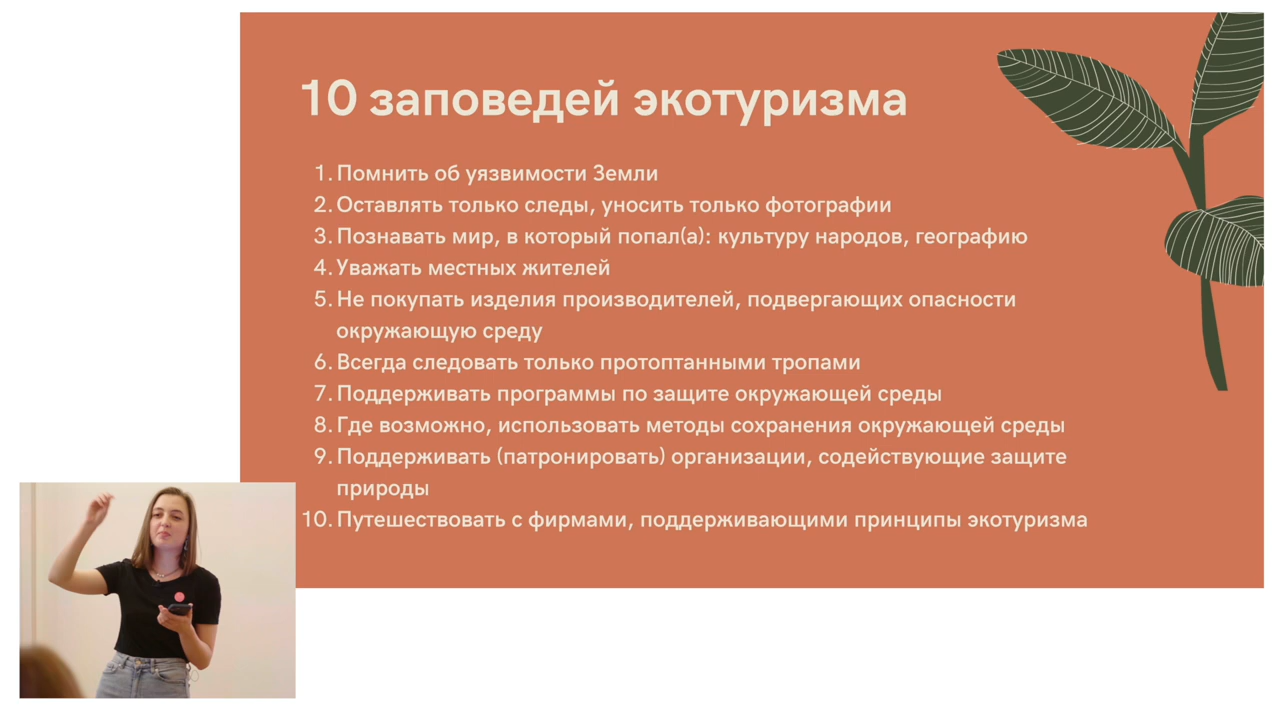 10 заповедей экотуризма
1. Помнить об уязвимости Земли
2. Оставлять только следы, уносить только фотографии
3. Познавать мир, в который попал(а): культуру народов, географию
4. Уважать местных жителей
5. Не покупать изделия производителей, подвергающих опасности
окружающую среду
6. Всегда следовать только протоптанными тропами
7. Поддерживать программы по защите окружающей среды
8. Где возможно, использовать методы сохранения окружающей среды
9. Поддерживать (патронировать) организации, содействующие защите
природы
10. Путешествовать с фирмами, поддерживающими принципы экотуризма